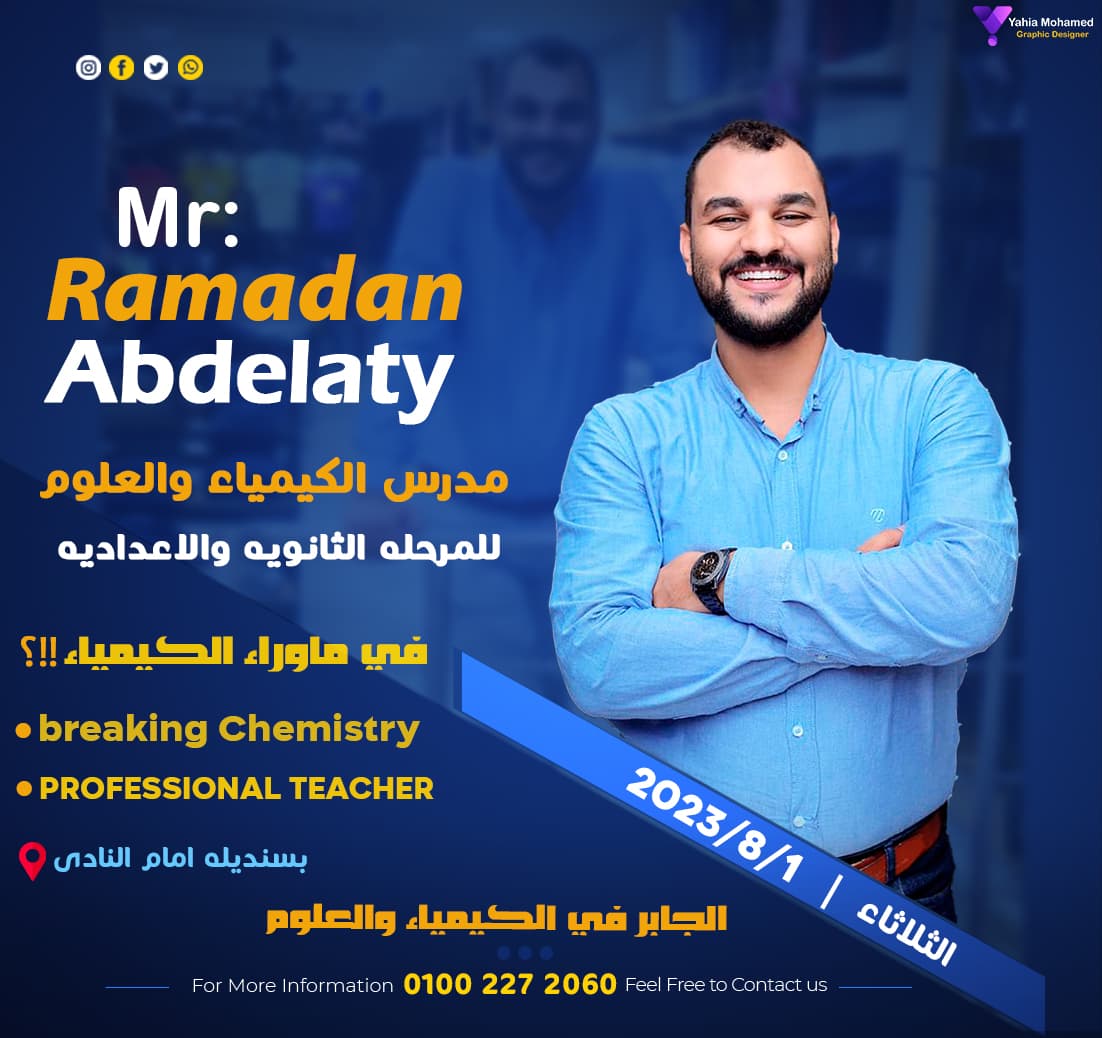 Yahia Mohamed
Graphic Designer
Mr:
Ramadan
Abdelaty
مدرس الكيمياء والعلوم
للمرحله الثانويه والاعداديه
في ماوراء الكيمياء !!؟
breaking Chemistry
PROFESSIONAL TEACHER
بسنديله امام النادى
2023/8/1 | الثلاثاء
الجابر في الكيمياء والعلوم
For More Information 0100 227 2060 Feel Free to Contact us